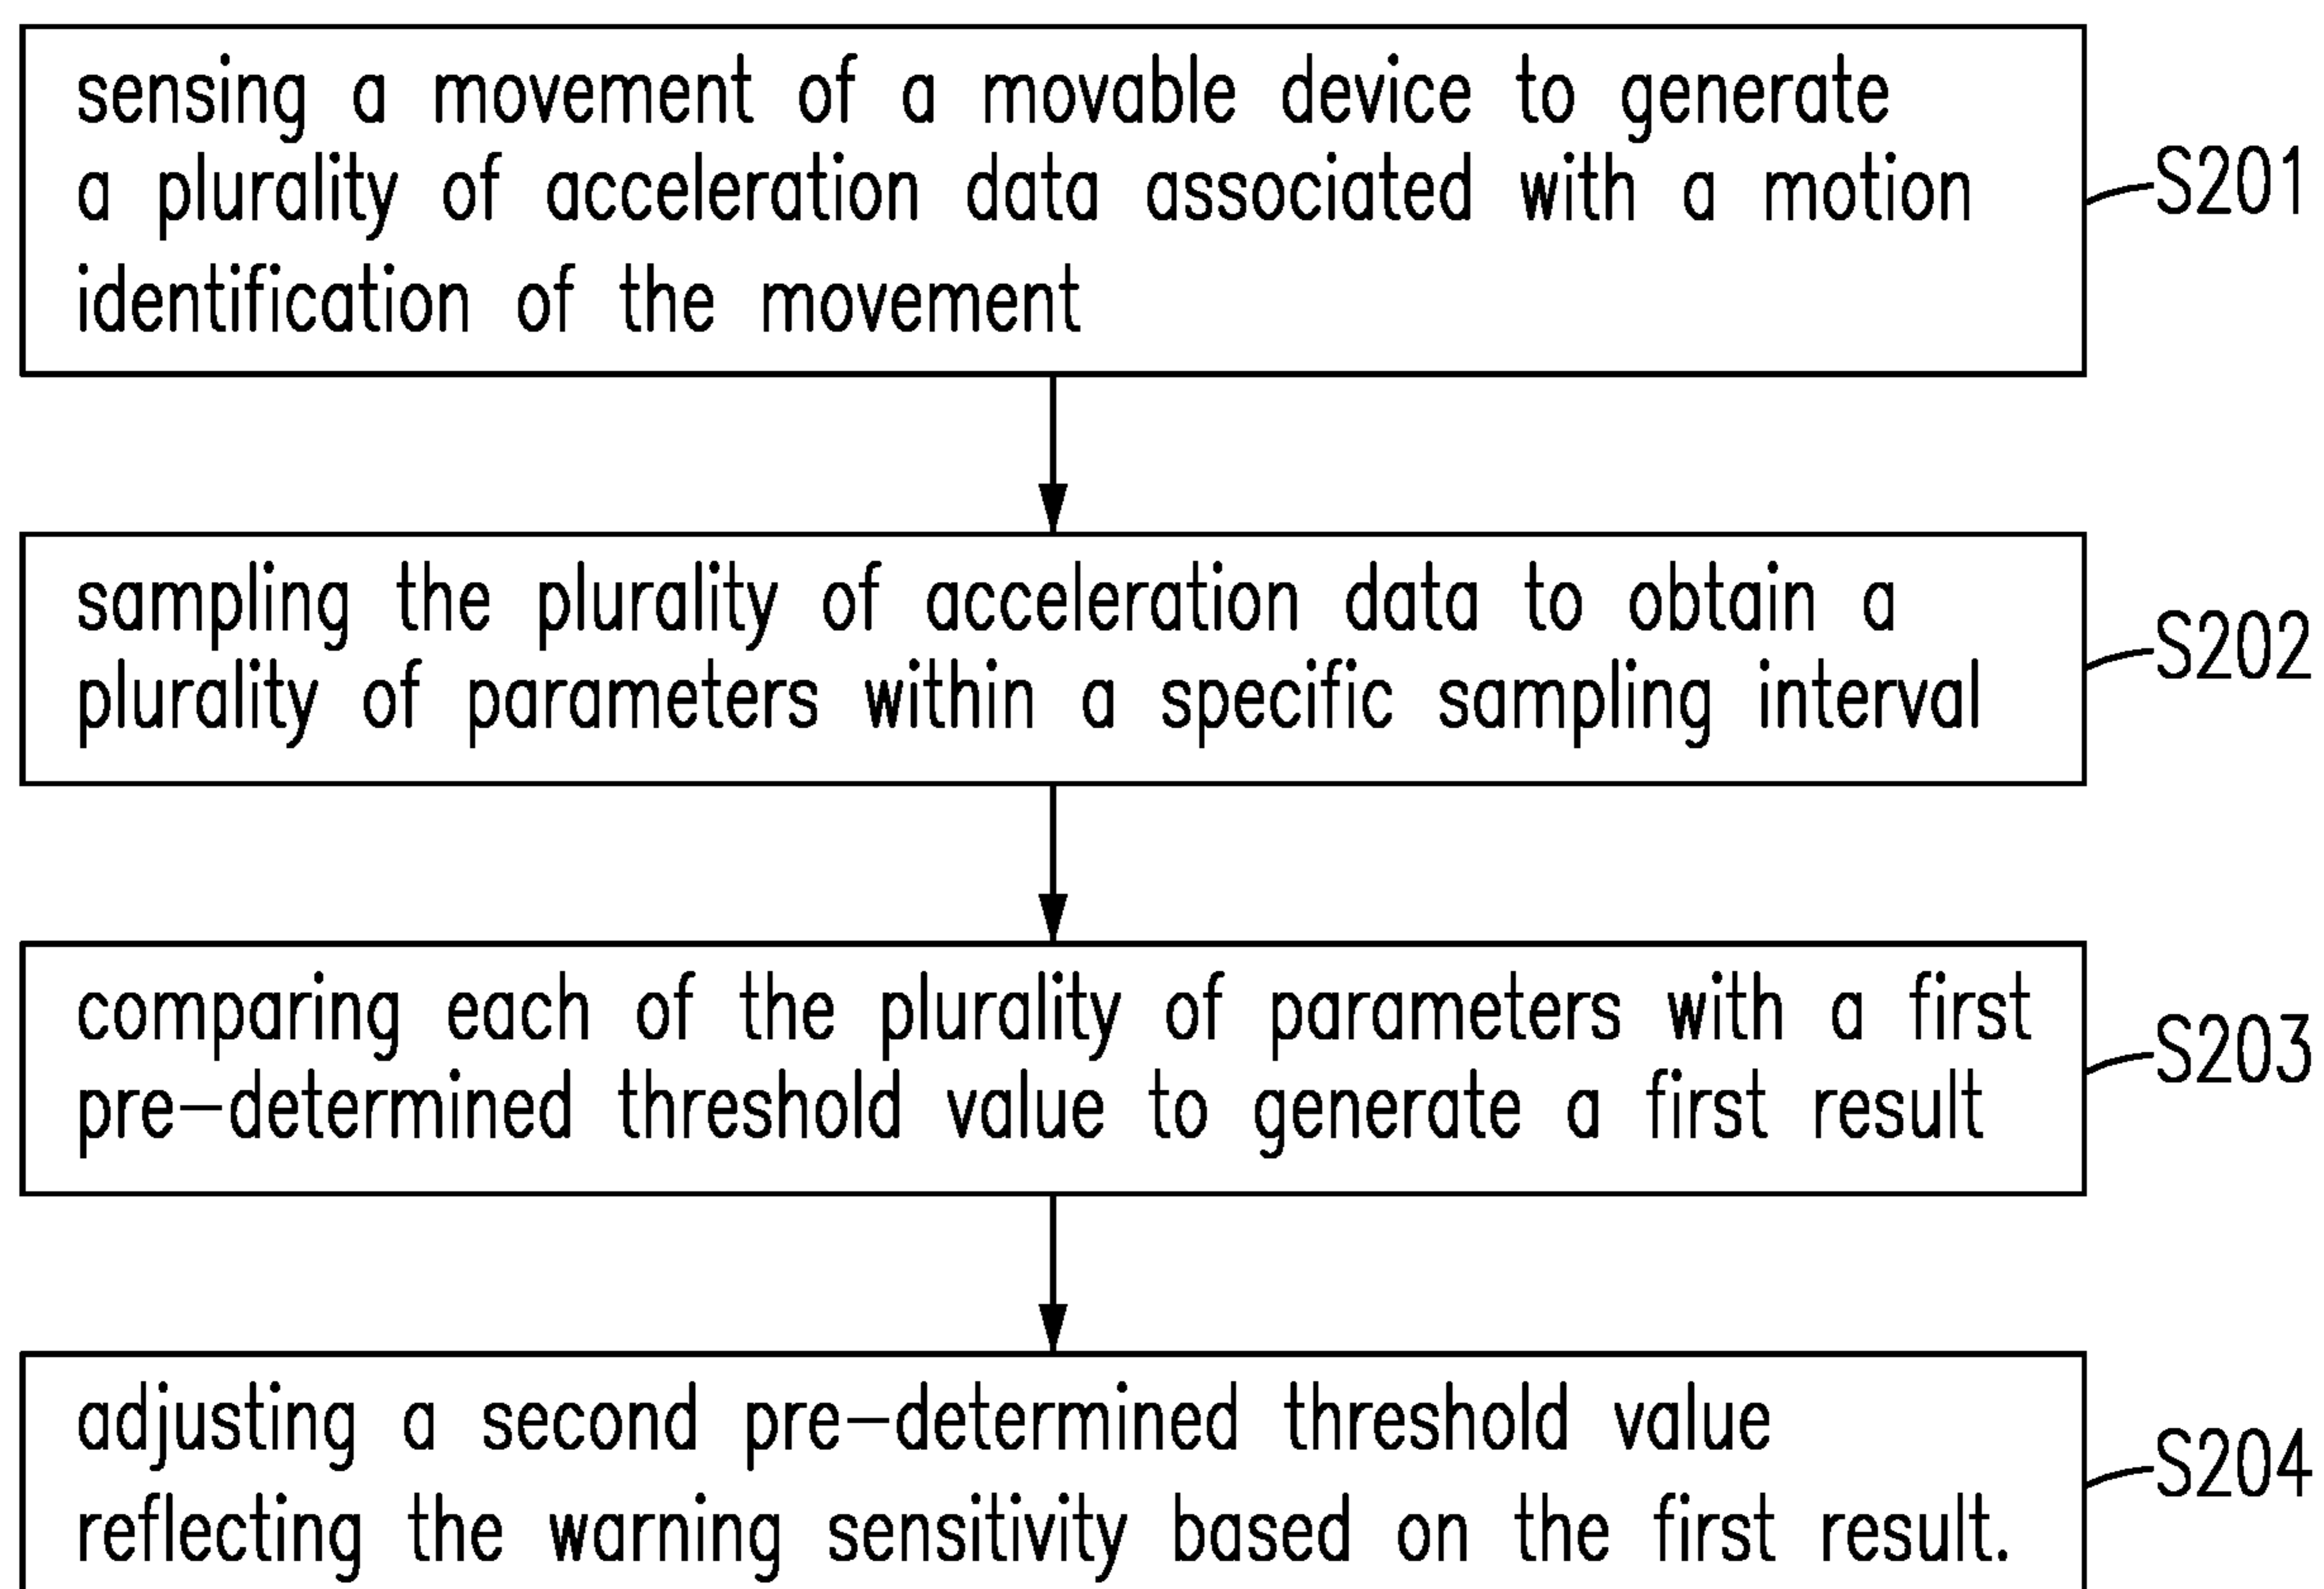 sensing a movement of a movable device to generate
a plurality of acceleration data associated with a motion
identification of the movement
S201
sampling the plurality of acceleration data to obtain a
plurality of parameters within a specific sampling interval
S202
comparing each of the plurality of parameters with a first
pre-determined threshold value to generate a first result
S203
adjusting a second pre-determined threshold value
reflecting the warning sensitivity based on the first result.
S204